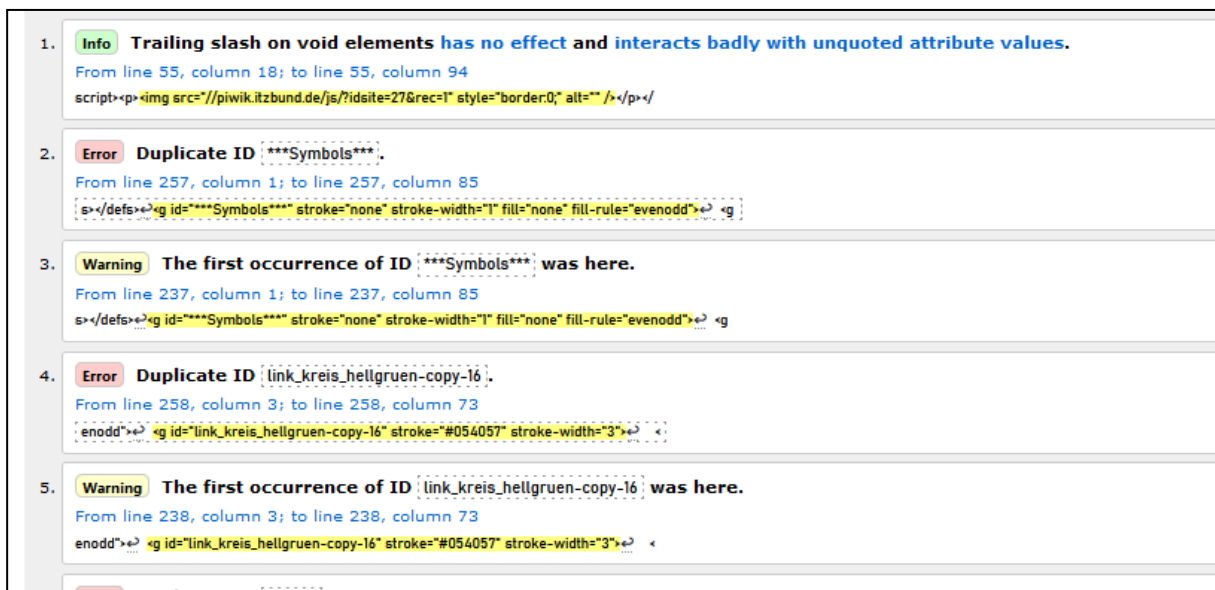 1. Info Trailing slash on void elements has no effect and interacts badly with unquoted attribute values.
From line 55, column 18; to line 55, column 94
script><p><img src="//piwik.itzbund.de/js/?idsite=27&rec=1" style="border:0;" alt="" /></p></
2. Error Duplicate ID ***Symbols***.
From line 257, column 1; to line 257, column 85
s></defs>↩<g id="***Symbols***" stroke="none" stroke-width="1" fill="none" fill-rule="evenodd">↩ <g
3. Warning The first occurrence of ID ***Symbols*** was here.
From line 237, column 1; to line 237, column 85
s></defs>↩<g id="***Symbols***" stroke="none" stroke-width="1" fill="none" fill-rule="evenodd">↩ <g
4. Error Duplicate ID link_kreis_hellgruen-copy-16.
From line 258, column 3; to line 258, column 73
enodd">↩ <g id="link_kreis_hellgruen-copy-16" stroke="#054057" stroke-width="3">↩ <
5. Warning The first occurrence of ID link_kreis_hellgruen-copy-16 was here.
From line 238, column 3; to line 238, column 73
enodd">↩ <g id="link_kreis_hellgruen-copy-16" stroke="#054057" stroke-width="3">↩ <